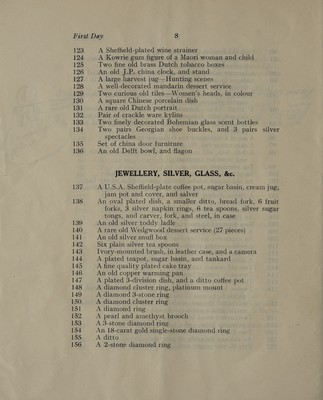 First Day 8
123 A Sheffield-plated wine strainer
124 A Kowrie gum figure of a Maori woman and child
125 Two fine old brass Dutch tobacco boxes
126 An old J.P. china clock, and stand
127 A large harvest jug—Hunting scenes
128 A well-decorated mandarin dessert service
129 Two curious old tiles—Women's heads, in colour
130 A square Chinese porcelain dish
131 A rare old Dutch portrait
132 Pair of crackle ware kylins
133 Two finely decorated Bohemian glass scent bottles
134 Two pairs Georgian shoe buckles, and 3 pairs silver
spectacles
135 Set of china door furniture
136 An old Delft bowl, and flagon
JEWELLERY, SILVER, GLASS, &c.
137 A U.S.A. Sheffield-plate coffee pot, sugar basin, cream jug,
jam pot and cover, and salver
138 An oval plated dish, a smaller ditto, bread fork, 6 fruit
forks, 3 silver napkin rings, 6 tea spoons, silver sugar
tongs, and carver, fork, and steel, in case
139 An old silver toddy ladle
140 A rare old Wedgwood dessert service (27 pieces)
141 An old silver snuff box
142 Six plain silver tea spoons
143 Ivory-mounted brush, in leather case, and a camera
144 A plated teapot, sugar basin, and tankard
145 A fine quality plated cake tray
146 An old copper warming pan
147 A plated 3-division dish, and a ditto coffee pot
148 A diamond cluster ring, platinum mount
149 A diamond 3-stone ring
150 A diamond cluster ring
151 A diamond ring
152 A pearl and amethyst brooch
153 A 3-stone diamond ring
154 An 18-carat gold single-stone diamond ring
155 A ditto
156 A 2-stone diamond ring